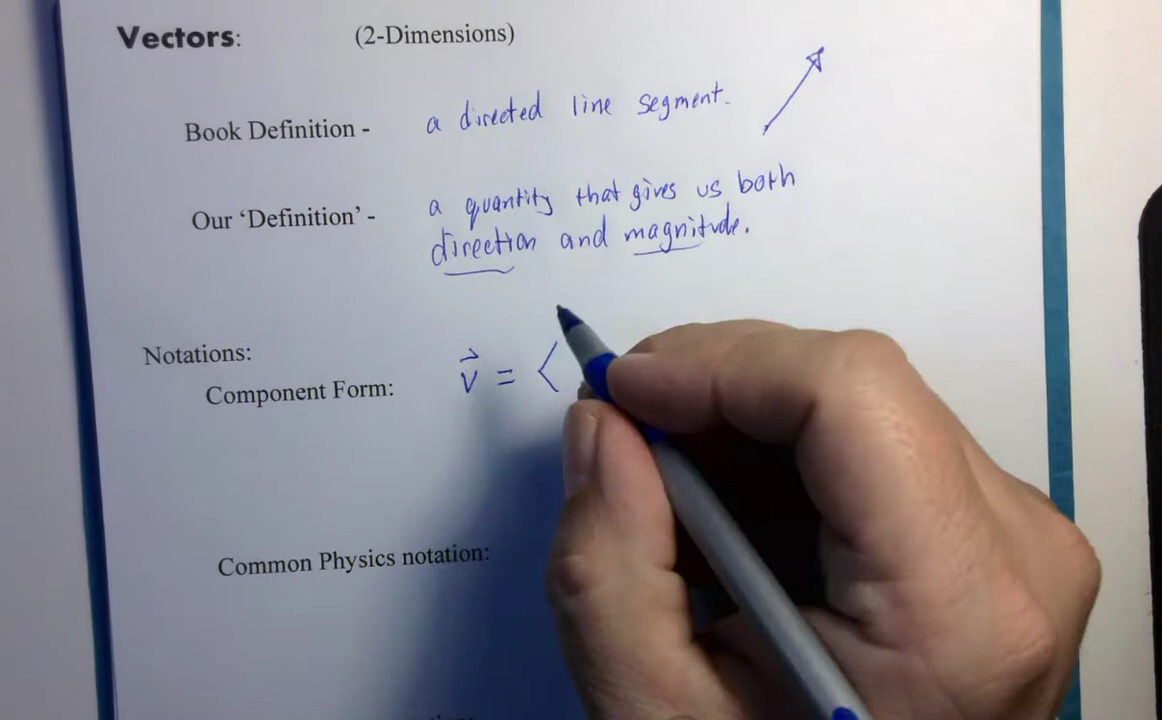 Vectors: (2-Dimensions)
Book Definition - a directed line segment.
Our ‘Definition’ - a quantity that gives us both
direction and magnitude.
Notations:
Component Form: v⃗ = ⟨
Common Physics notation: